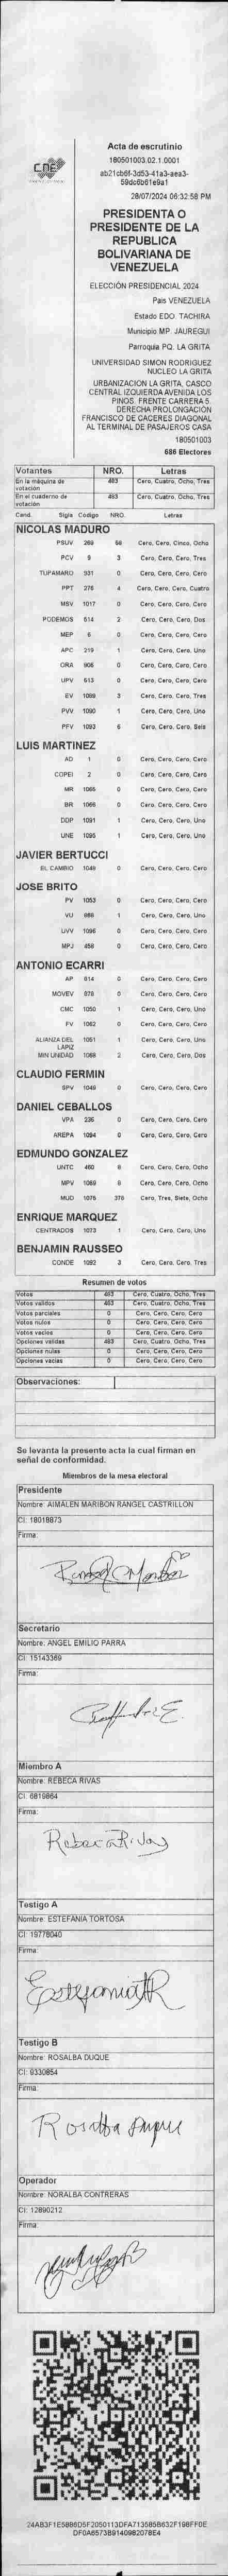 CNE
Acta de escrutinio
180501003.02.1.0001
ab21cb6f-3d53-41a3-aea3-
59dc6b61e9a1
28/07/2024 06:32:58 PM
PRESIDENTA O
PRESIDENTE DE LA
REPUBLICA
BOLIVARIANA DE
VENEZUELA
ELECCIÓN PRESIDENCIAL 2024
Pais VENEZUELA
Estado EDO. TACHIRA
Municipio MP. JAUREGUI
Parroquia PQ. LA GRITA
UNIVERSIDAD SIMON RODRIGUEZ
NUCLEO LA GRITA
URBANIZACION LA GRITA, CASCO
CENTRAL IZQUIERDA AVENIDA LOS
PINOS. FRENTE CARRERA 5.
DERECHA PROLONGACIÓN
FRANCISCO DE CACERES DIAGONAL
AL TERMINAL DE PASAJEROS CASA
180501003
686 Electores
Votantes NRO. Letras
En la máquina de votación 483 Cero, Cuatro, Ocho, Tres
En el cuaderno de votación 483 Cero, Cuatro, Ocho, Tres
Cand. Sigla Código NRO. Letras
NICOLAS MADURO
PSUV 269 58 Cero, Cero, Cinco, Ocho
PCV 9 3 Cero, Cero, Cero, Tres
TUPAMARO 931 0 Cero, Cero, Cero, Cero
PPT 276 4 Cero, Cero, Cero, Cuatro
MSV 1017 0 Cero, Cero, Cero, Cero
PODEMOS 614 2 Cero, Cero, Cero, Dos
MEP 6 0 Cero, Cero, Cero, Cero
APC 219 1 Cero, Cero, Cero, Uno
ORA 906 0 Cero, Cero, Cero, Cero
UPV 613 0 Cero, Cero, Cero, Cero
EV 1089 3 Cero, Cero, Cero, Tres
PVV 1090 1 Cero, Cero, Cero, Uno
PFV 1093 6 Cero, Cero, Cero, Seis
LUIS MARTINEZ
AD 1 0 Cero, Cero, Cero, Cero
COPEI 2 0 Cero, Cero, Cero, Cero
MR 1065 0 Cero, Cero, Cero, Cero
BR 1066 0 Cero, Cero, Cero, Cero
DDP 1091 1 Cero, Cero, Cero, Uno
UNE 1095 1 Cero, Cero, Cero, Uno
JAVIER BERTUCCI
EL CAMBIO 1049 0 Cero, Cero, Cero, Cero
JOSE BRITO
PV 1053 0 Cero, Cero, Cero, Cero
VU 886 1 Cero, Cero, Cero, Uno
UVV 1096 0 Cero, Cero, Cero, Cero
MPJ 458 0 Cero, Cero, Cero, Cero
ANTONIO ECARRI
AP 814 0 Cero, Cero, Cero, Cero
MOVEV 878 0 Cero, Cero, Cero, Cero
CMC 1050 1 Cero, Cero, Cero, Uno
FV 1062 0 Cero, Cero, Cero, Cero
ALIANZA DEL LAPIZ 1051 1 Cero, Cero, Cero, Uno
MIN UNIDAD 1088 2 Cero, Cero, Cero, Dos
CLAUDIO FERMIN
SPV 1046 0 Cero, Cero, Cero, Cero
DANIEL CEBALLOS
VPA 236 0 Cero, Cero, Cero, Cero
AREPA 1094 0 Cero, Cero, Cero, Cero
EDMUNDO GONZALEZ
UNTC 460 8 Cero, Cero, Cero, Ocho
MPV 1089 8 Cero, Cero, Cero, Ocho
MUD 1076 378 Cero, Tres, Siete, Ocho
ENRIQUE MARQUEZ
CENTRADOS 1073 1 Cero, Cero, Cero, Uno
BENJAMIN RAUSSEO
CONDE 1092 3 Cero, Cero, Cero, Tres
Resumen de votos
Votos 483 Cero, Cuatro, Ocho, Tres
Votos validos 483 Cero, Cuatro, Ocho, Tres
Votos parciales 0 Cero, Cero, Cero, Cero
Votos nulos 0 Cero, Cero, Cero, Cero
Votos vacios 0 Cero, Cero, Cero, Cero
Opciones validas 483 Cero, Cuatro, Ocho, Tres
Opciones nulas 0 Cero, Cero, Cero, Cero
Opciones vacias 0 Cero, Cero, Cero, Cero
Observaciones:
Se levanta la presente acta la cual firman en
señal de conformidad.
Miembros de la mesa electoral
Presidente
Nombre: AIMALEN MARIBON RANGEL CASTRILLON
CI: 18018873
Firma:
Secretario
Nombre: ANGEL EMILIO PARRA
CI: 15143369
Firma:
Miembro A
Nombre: REBECA RIVAS
CI: 6819864
Firma:
Rebeca Rivas
Testigo A
Nombre: ESTEFANIA TORTOSA
CI: 19778040
Firma:
Estefania
Testigo B
Nombre: ROSALBA DUQUE
CI: 9330854
Firma:
Rosalba Duque
Operador
Nombre: NORALBA CONTRERAS
CI: 12890212
Firma:
24AB3F1E5886D5F2050113DFA713585B632F198FF0E
DF0A6573B9140982078E4